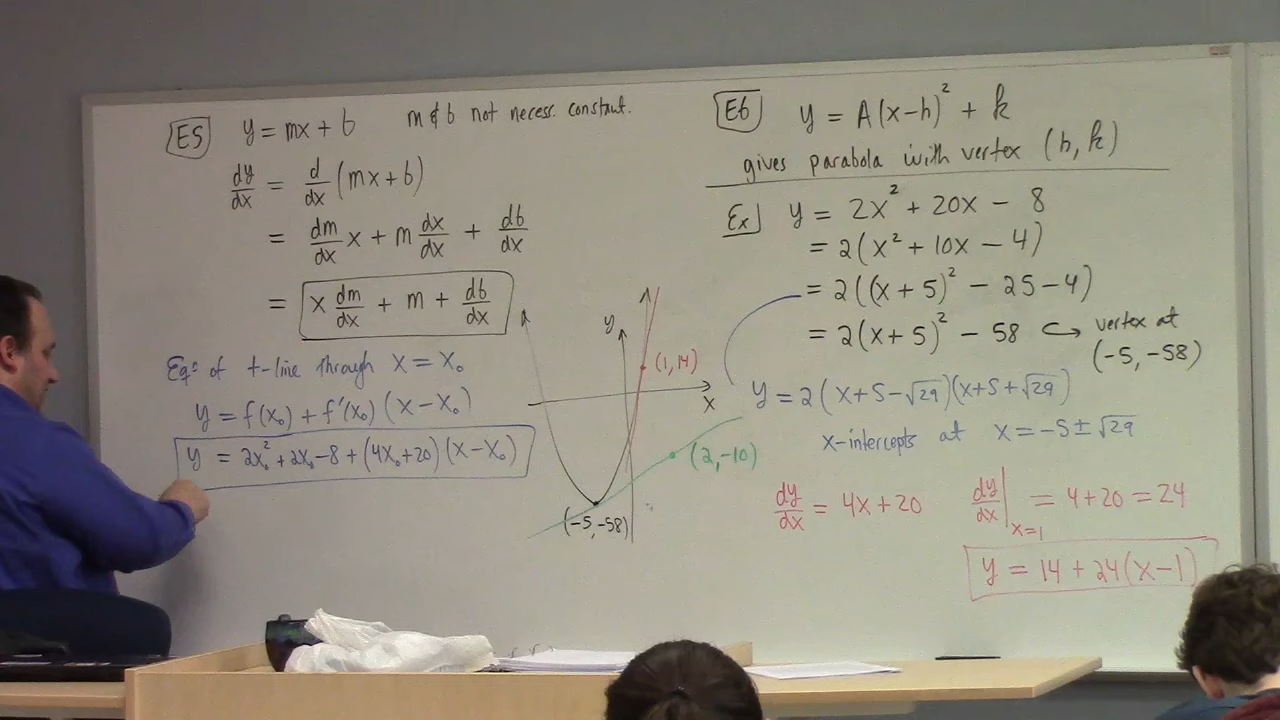 E5 y = mx + b m & b not necess. constant.
dy/dx = d/dx (mx + b)
= dm/dx x + m dx/dx + db/dx
= x dm/dx + m + db/dx
Eqⁿ of t-line through x = x₀
y = f(x₀) + f'(x₀)(x - x₀)
y = 2x₀² + 2x₀ - 8 + (4x₀ + 20)(x - x₀)
y
x
(1, 14)
(2, -10)
(-5, -58)
E6 y = A(x-h)² + k
gives parabola with vertex (h, k)
Ex y = 2x² + 20x - 8
= 2(x² + 10x - 4)
= 2((x + 5)² - 25 - 4)
= 2(x + 5)² - 58 ↪ vertex at
(-5, -58)
y = 2(x + 5 - √29)(x + 5 + √29)
x-intercepts at x = -5 ± √29
dy/dx = 4x + 20 dy/dx|x=1 = 4 + 20 = 24
y = 14 + 24(x - 1)